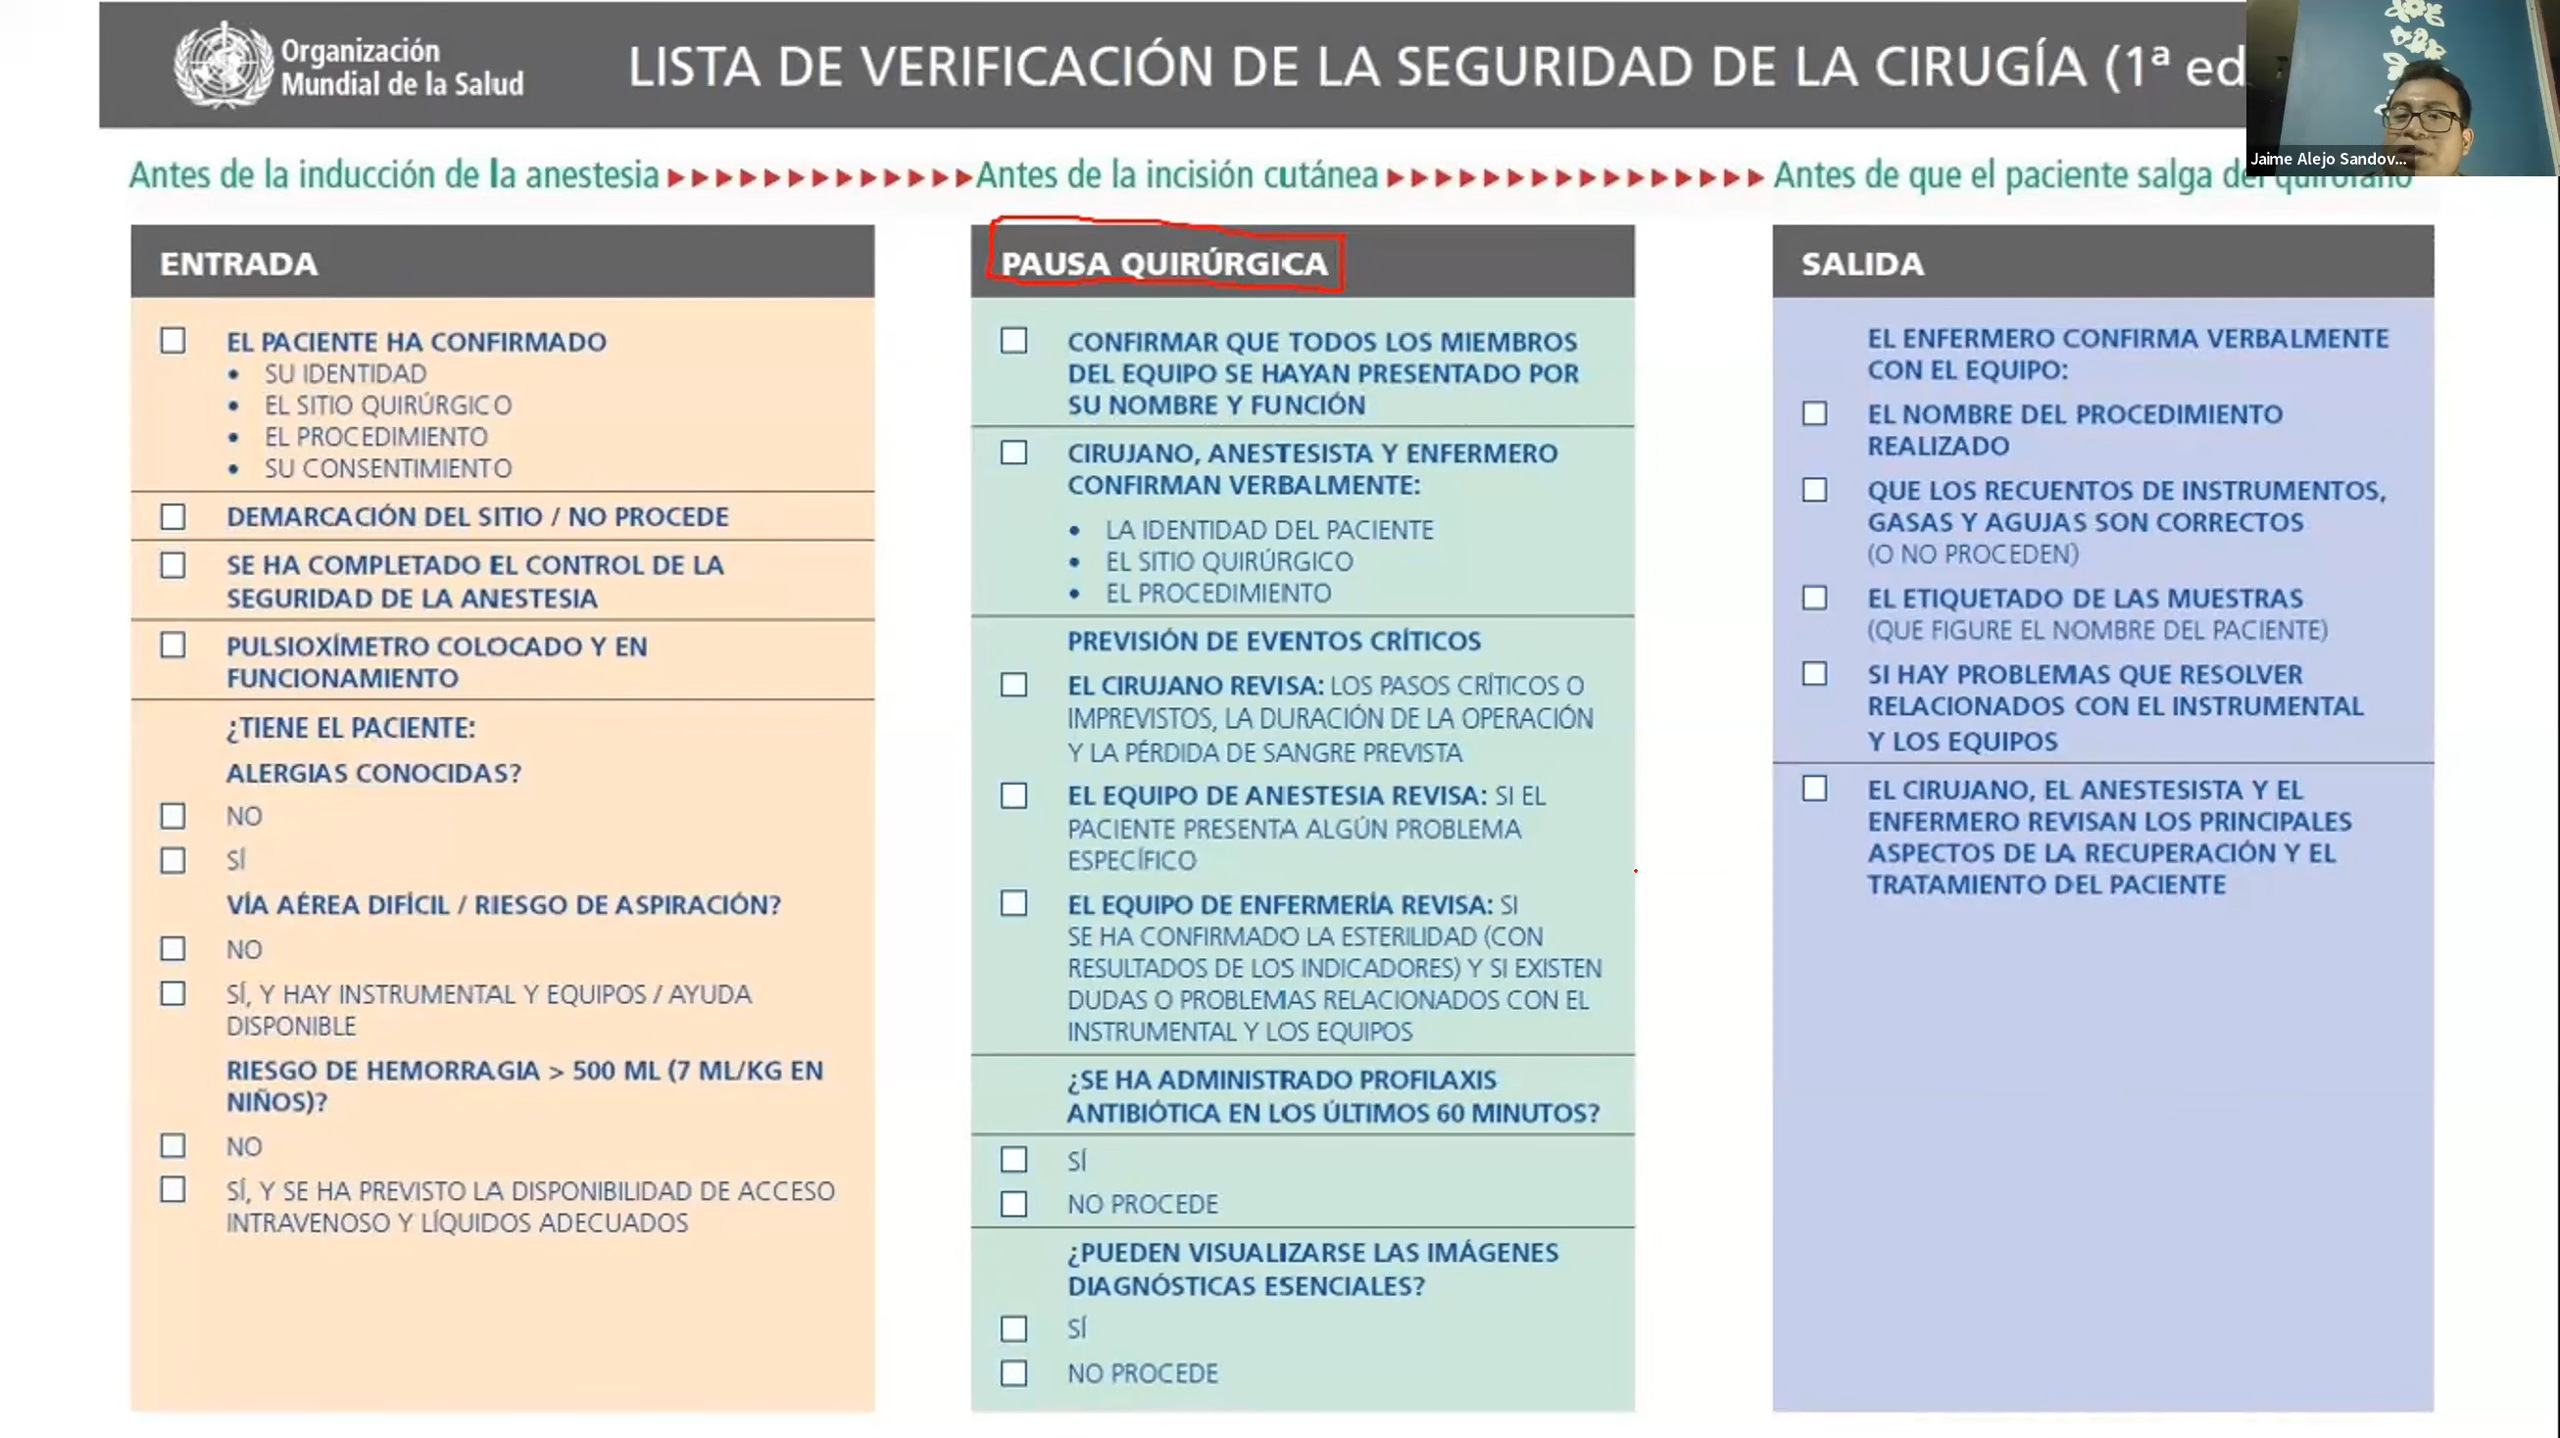 Organización
Mundial de la Salud
LISTA DE VERIFICACIÓN DE LA SEGURIDAD DE LA CIRUGÍA (1ª ed
Jaime Alejo Sandov...
Antes de la inducción de la anestesia
Antes de la incisión cutánea
Antes de que el paciente salga del quirófano
ENTRADA
EL PACIENTE HA CONFIRMADO
• SU IDENTIDAD
• EL SITIO QUIRÚRGICO
• EL PROCEDIMIENTO
• SU CONSENTIMIENTO
DEMARCACIÓN DEL SITIO / NO PROCEDE
SE HA COMPLETADO EL CONTROL DE LA
SEGURIDAD DE LA ANESTESIA
PULSIOXÍMETRO COLOCADO Y EN
FUNCIONAMIENTO
¿TIENE EL PACIENTE:
ALERGIAS CONOCIDAS?
NO
SÍ
VÍA AÉREA DIFÍCIL / RIESGO DE ASPIRACIÓN?
NO
SÍ, Y HAY INSTRUMENTAL Y EQUIPOS / AYUDA
DISPONIBLE
RIESGO DE HEMORRAGIA > 500 ML (7 ML/KG EN
NIÑOS)?
NO
SÍ, Y SE HA PREVISTO LA DISPONIBILIDAD DE ACCESO
INTRAVENOSO Y LÍQUIDOS ADECUADOS
PAUSA QUIRÚRGICA
CONFIRMAR QUE TODOS LOS MIEMBROS
DEL EQUIPO SE HAYAN PRESENTADO POR
SU NOMBRE Y FUNCIÓN
CIRUJANO, ANESTESISTA Y ENFERMERO
CONFIRMAN VERBALMENTE:
• LA IDENTIDAD DEL PACIENTE
• EL SITIO QUIRÚRGICO
• EL PROCEDIMIENTO
PREVISIÓN DE EVENTOS CRÍTICOS
EL CIRUJANO REVISA: LOS PASOS CRÍTICOS O
IMPREVISTOS, LA DURACIÓN DE LA OPERACIÓN
Y LA PÉRDIDA DE SANGRE PREVISTA
EL EQUIPO DE ANESTESIA REVISA: SI EL
PACIENTE PRESENTA ALGÚN PROBLEMA
ESPECÍFICO
EL EQUIPO DE ENFERMERÍA REVISA: SI
SE HA CONFIRMADO LA ESTERILIDAD (CON
RESULTADOS DE LOS INDICADORES) Y SI EXISTEN
DUDAS O PROBLEMAS RELACIONADOS CON EL
INSTRUMENTAL Y LOS EQUIPOS
¿SE HA ADMINISTRADO PROFILAXIS
ANTIBIÓTICA EN LOS ÚLTIMOS 60 MINUTOS?
SÍ
NO PROCEDE
¿PUEDEN VISUALIZARSE LAS IMÁGENES
DIAGNÓSTICAS ESENCIALES?
SÍ
NO PROCEDE
SALIDA
EL ENFERMERO CONFIRMA VERBALMENTE
CON EL EQUIPO:
EL NOMBRE DEL PROCEDIMIENTO
REALIZADO
QUE LOS RECUENTOS DE INSTRUMENTOS,
GASAS Y AGUJAS SON CORRECTOS
(O NO PROCEDEN)
EL ETIQUETADO DE LAS MUESTRAS
(QUE FIGURE EL NOMBRE DEL PACIENTE)
SI HAY PROBLEMAS QUE RESOLVER
RELACIONADOS CON EL INSTRUMENTAL
Y LOS EQUIPOS
EL CIRUJANO, EL ANESTESISTA Y EL
ENFERMERO REVISAN LOS PRINCIPALES
ASPECTOS DE LA RECUPERACIÓN Y EL
TRATAMIENTO DEL PACIENTE